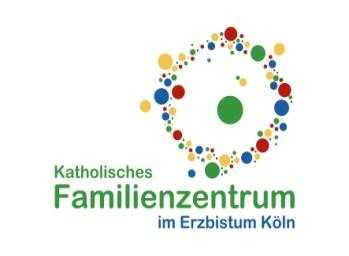 Katholisches
Familienzentrum
im Erzbistum Köln